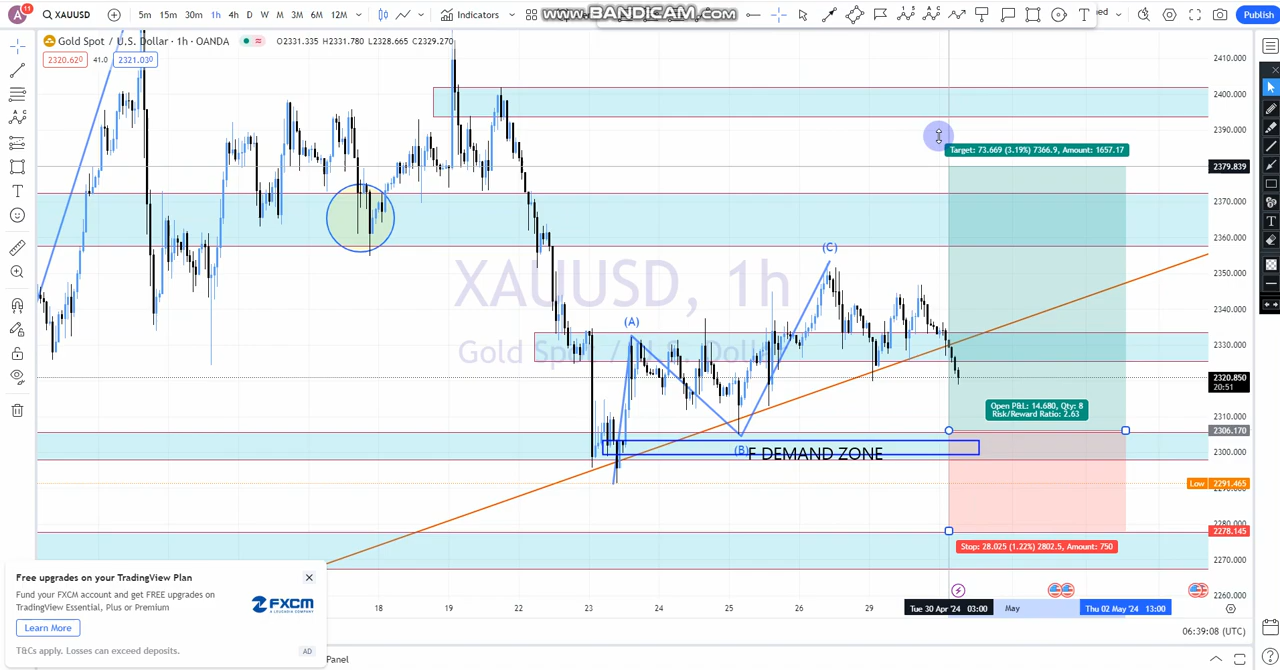 A 11 XAUUSD 5m 15m 30m 1h 4h D W M 3M 6M 12M Indicators Publish
www.BANDICAM.com
Gold Spot / U.S. Dollar · 1h · OANDA O2331.335 H2331.780 L2328.665 C2329.270
2320.620 41.0 2321.030
2410.000
2400.000
2390.000
Target: 73.669 (3.19%) 7366.9, Amount: 1657.17
2379.839
2370.000
2360.000
(C)
2350.000
XAUUSD, 1h
2340.000
(A)
2330.000
Gold Spot / U.S. Dollar
2320.850
20:51
Open P&L: 14.680, Qty: 8
Risk/Reward Ratio: 2.63
2310.000
2306.170
(B) F DEMAND ZONE
2300.000
Low 2291.465
2290.000
2280.000
2278.145
Stop: 28.025 (1.22%) 2802.5, Amount: 750
2270.000
2260.000
Free upgrades on your TradingView Plan
Fund your FXCM account and get FREE upgrades on
TradingView Essential, Plus or Premium
FXCM
Learn More
T&Cs apply. Losses can exceed deposits.
AD
18 19 22 23 24 25 26 29 Tue 30 Apr '24 03:00 May Thu 02 May '24 13:00
06:39:08 (UTC)
Panel